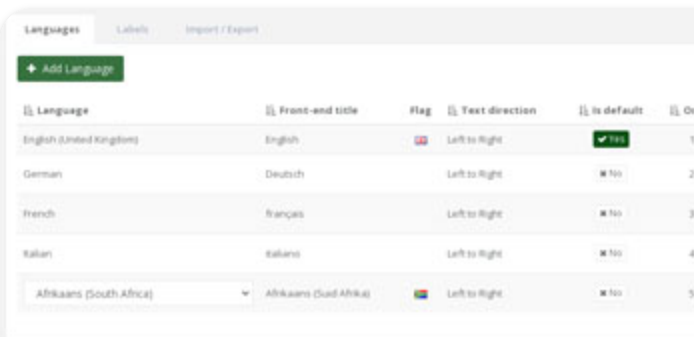 Languages Labels Import / Export
+ Add Language
Language Front-end title Flag Text direction Is default
English (United Kingdom) English Left to Right Yes 1
German Deutsch Left to Right No 2
French français Left to Right No 3
Italian italiano Left to Right No 4
Afrikaans (South Africa) Afrikaans (Suid Afrika) Left to Right No 5